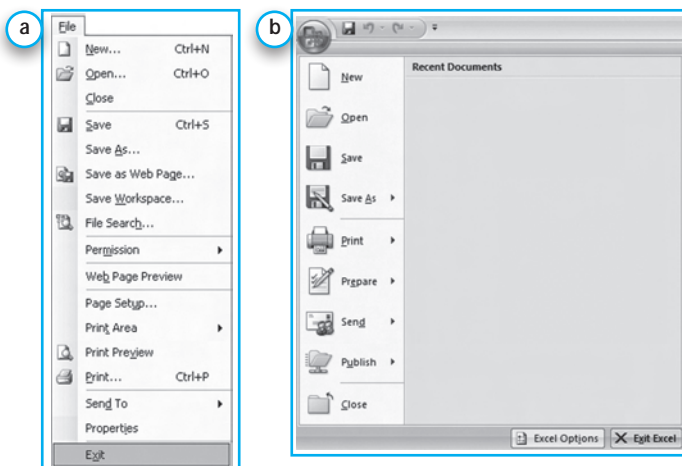 a
File
New... Ctrl+N
Open... Ctrl+O
Close
Save Ctrl+S
Save As...
Save as Web Page...
Save Workspace...
File Search...
Permission
Web Page Preview
Page Setup...
Print Area
Print Preview
Print... Ctrl+P
Send To
Properties
Exit
b
Recent Documents
New
Open
Save
Save As
Print
Prepare
Send
Publish
Close
Excel Options Exit Excel